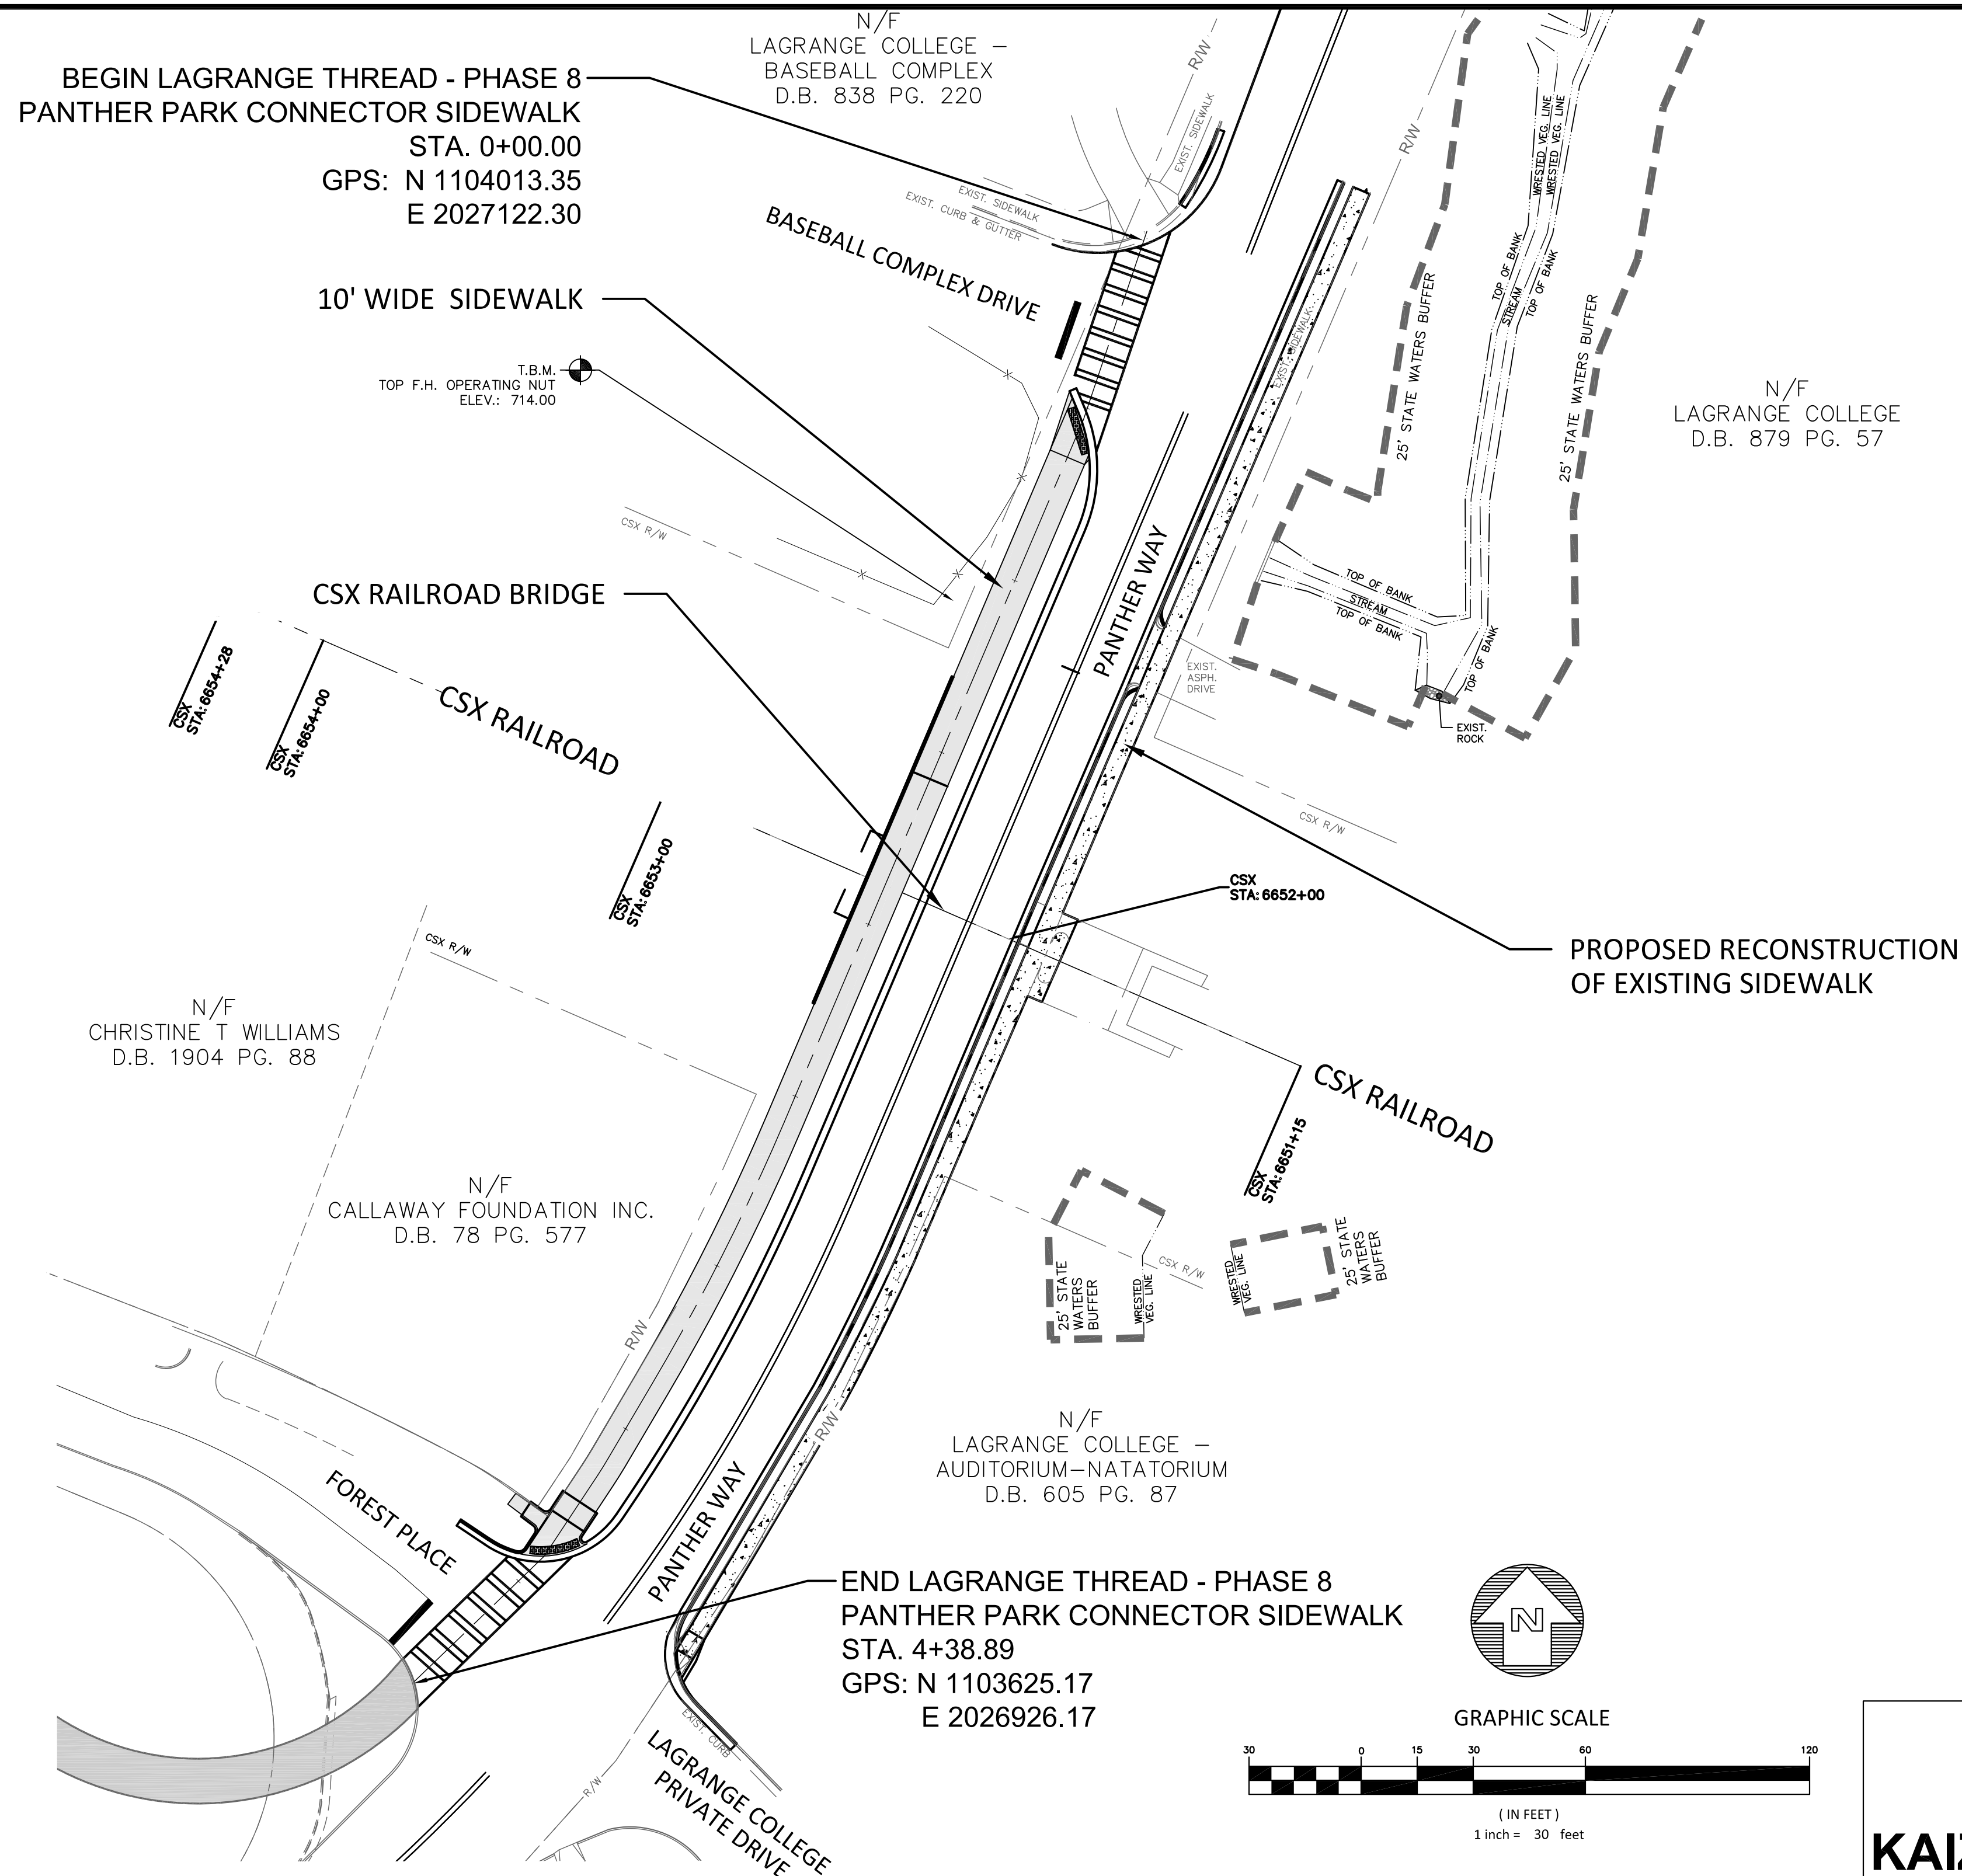 N/F
LAGRANGE COLLEGE –
BASEBALL COMPLEX
D.B. 838 PG. 220
BEGIN LAGRANGE THREAD - PHASE 8
PANTHER PARK CONNECTOR SIDEWALK
STA. 0+00.00
GPS: N 1104013.35
E 2027122.30
R/W
EXIST. SIDEWALK
EXIST. SIDEWALK
EXIST. CURB & GUTTER
BASEBALL COMPLEX DRIVE
R/W
WRESTED VEG. LINE
WRESTED VEG. LINE
TOP OF BANK
STREAM
TOP OF BANK
25' STATE WATERS BUFFER
25' STATE WATERS BUFFER
10' WIDE SIDEWALK
T.B.M.
TOP F.H. OPERATING NUT
ELEV.: 714.00
EXIST. SIDEWALK
N/F
LAGRANGE COLLEGE
D.B. 879 PG. 57
CSX R/W
PANTHER WAY
CSX RAILROAD BRIDGE
TOP OF BANK
STREAM
TOP OF BANK
TOP OF BANK
EXIST.
ASPH.
DRIVE
EXIST.
ROCK
CSX
STA: 6654+28
CSX
STA: 6654+00
CSX RAILROAD
CSX
STA: 6653+00
CSX R/W
CSX
STA: 6652+00
PROPOSED RECONSTRUCTION
OF EXISTING SIDEWALK
CSX R/W
N/F
CHRISTINE T WILLIAMS
D.B. 1904 PG. 88
CSX RAILROAD
CSX
STA: 6651+15
N/F
CALLAWAY FOUNDATION INC.
D.B. 78 PG. 577
25' STATE
WATERS
BUFFER
WRESTED
VEG. LINE
CSX R/W
WRESTED
VEG. LINE
25' STATE
WATERS
BUFFER
R/W
R/W
N/F
LAGRANGE COLLEGE –
AUDITORIUM–NATATORIUM
D.B. 605 PG. 87
FOREST PLACE
PANTHER WAY
END LAGRANGE THREAD - PHASE 8
PANTHER PARK CONNECTOR SIDEWALK
STA. 4+38.89
GPS: N 1103625.17
E 2026926.17
N
EXIST. CURB
R/W
LAGRANGE COLLEGE
PRIVATE DRIVE
GRAPHIC SCALE
30 0 15 30 60 120
( IN FEET )
1 inch = 30 feet